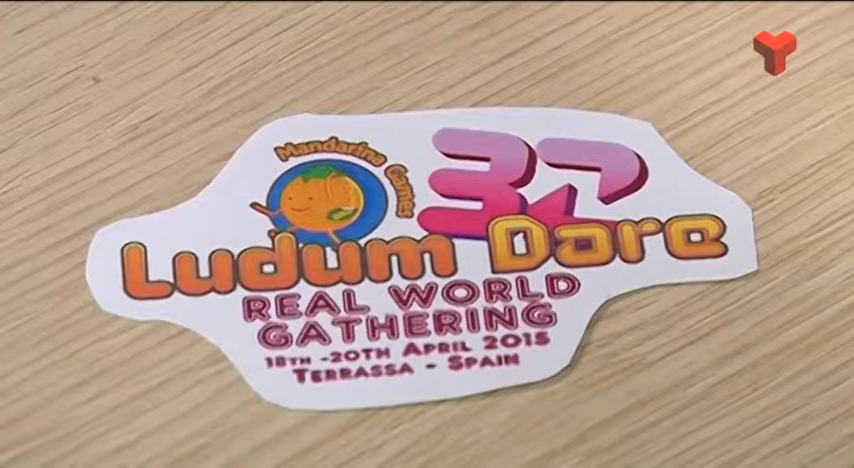 Mandarina Games
32
Ludum Dare
REAL WORLD
GATHERING
18TH -20TH APRIL 2015
TERRASSA - SPAIN